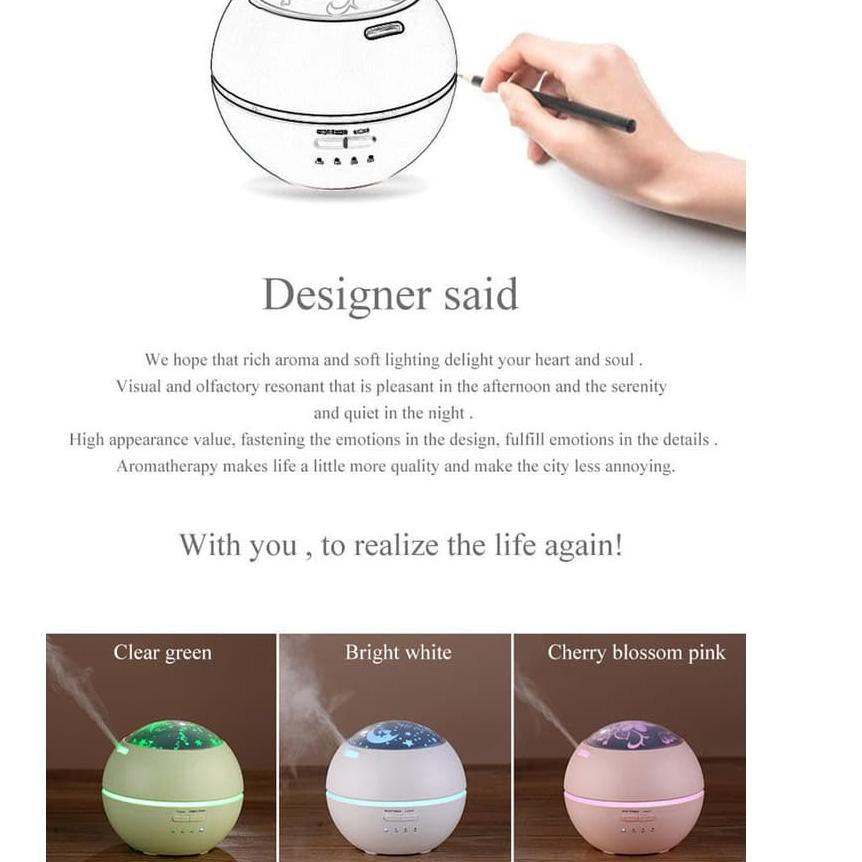 Designer said
We hope that rich aroma and soft lighting delight your heart and soul .
Visual and olfactory resonant that is pleasant in the afternoon and the serenity
and quiet in the night .
High appearance value, fastening the emotions in the design, fulfill emotions in the details .
Aromatherapy makes life a little more quality and make the city less annoying.
With you , to realize the life again!
Clear green
Bright white
Cherry blossom pink